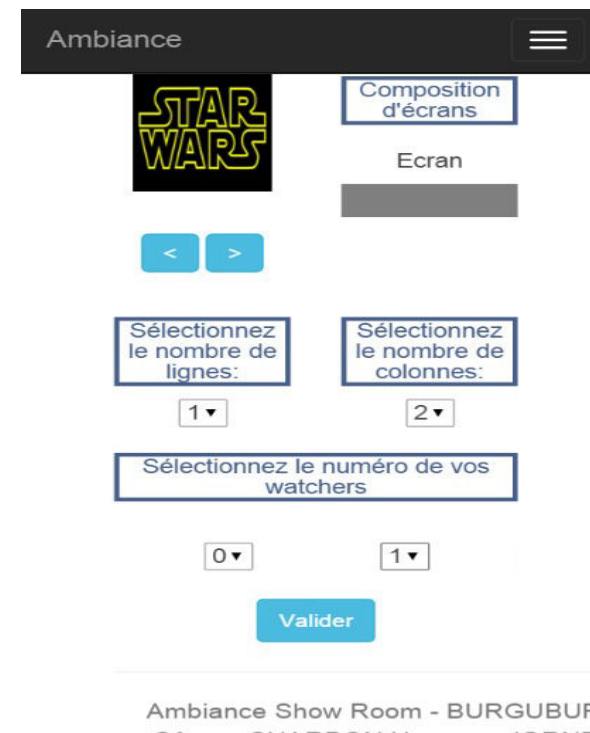 Ambiance
STAR
WARS
Composition
d'écrans
Ecran
< >
Sélectionnez
le nombre de
lignes:
Sélectionnez
le nombre de
colonnes:
1 2
Sélectionnez le numéro de vos
watchers
0 1
Valider
Ambiance Show Room -